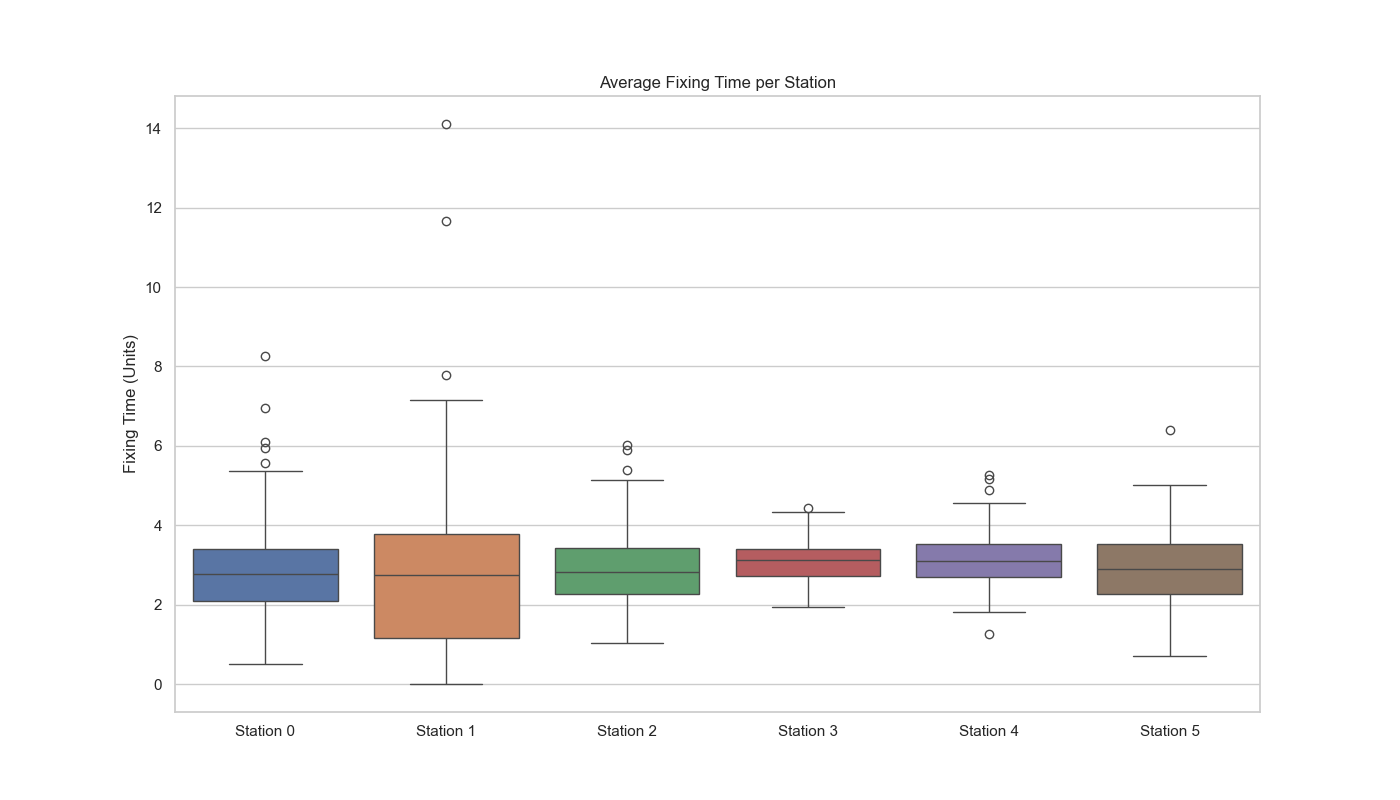 Average Fixing Time per Station
Fixing Time (Units)
14
12
10
8
6
4
2
0
Station 0
Station 1
Station 2
Station 3
Station 4
Station 5